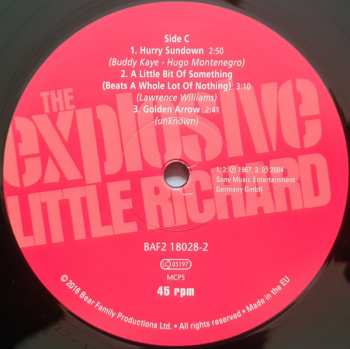 Side C
1. Hurry Sundown 2:50
(Buddy Kaye - Hugo Montenegro)
2. A Little Bit Of Something
(Beats A Whole Lot Of Nothing) 3:10
(Lawrence Williams)
3. Golden Arrow 2:41
(unknown)
THE
explosive
LITTLE RICHARD
1, 2: ℗ 1967, 3: ℗ 2004
Sony Music Entertainment
Germany GmbH
BAF2 18028-2
LC 05197
MCPS
45 rpm
© 2016 Bear Family Productions Ltd. • All rights reserved • Made in the EU